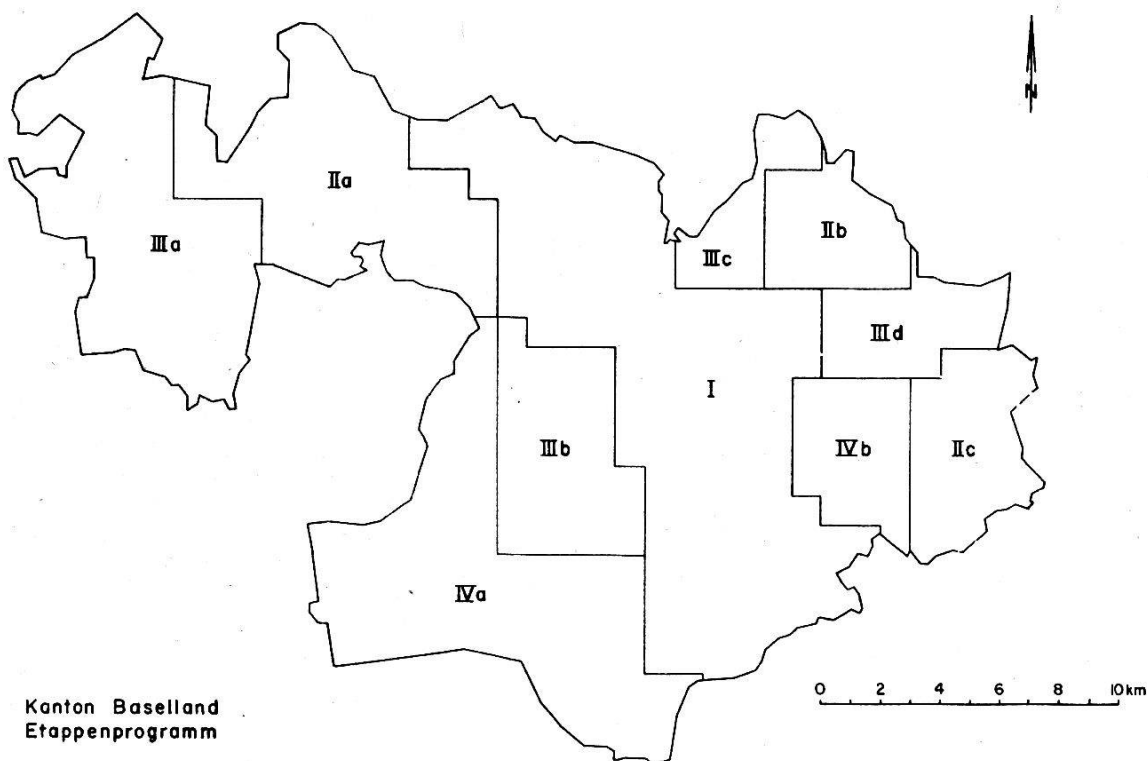 N
IIa
IIIa
IIb
IIIc
IIId
I
IIIb
IVb
IIc
IVa
0 2 4 6 8 10km
Kanton Baselland
Etappenprogramm